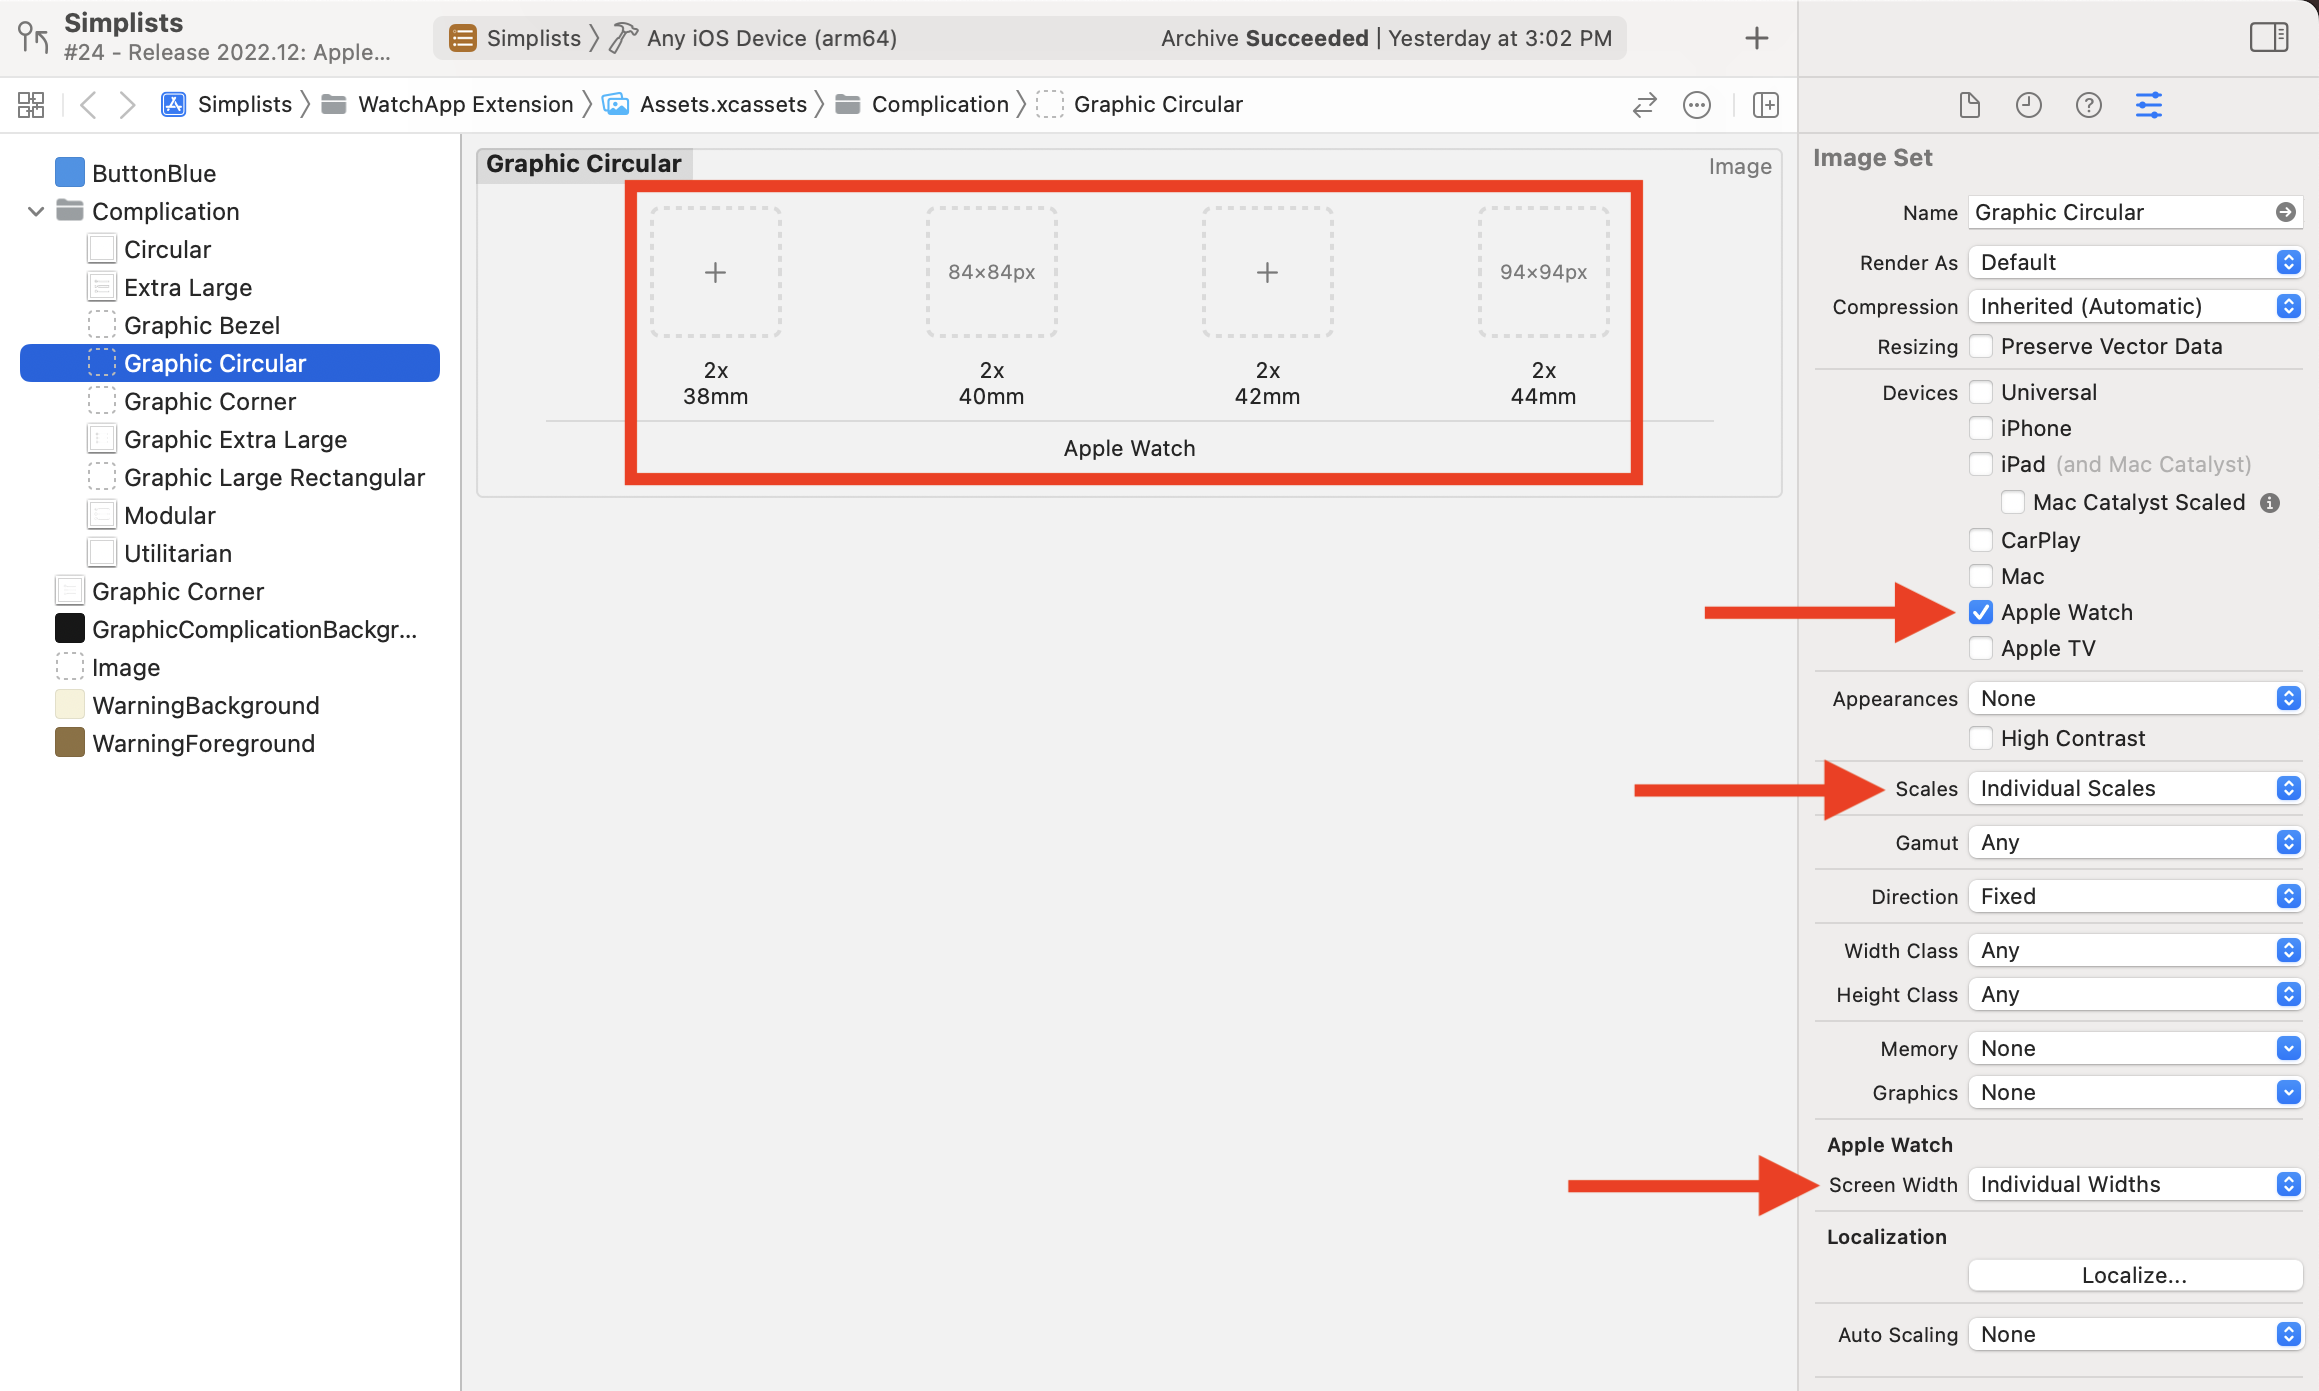 Simplists
#24 - Release 2022.12: Apple...
Simplists
Any iOS Device (arm64)
Archive Succeeded | Yesterday at 3:02 PM
Simplists
WatchApp Extension
Assets.xcassets
Complication
Graphic Circular
ButtonBlue
Complication
Circular
Extra Large
Graphic Bezel
Graphic Circular
Graphic Corner
Graphic Extra Large
Graphic Large Rectangular
Modular
Utilitarian
Graphic Corner
GraphicComplicationBackgr...
Image
WarningBackground
WarningForeground
Graphic Circular
Image
84×84px
94×94px
2x
38mm
2x
40mm
2x
42mm
2x
44mm
Apple Watch
Image Set
Name Graphic Circular
Render As Default
Compression Inherited (Automatic)
Resizing Preserve Vector Data
Devices Universal
iPhone
iPad (and Mac Catalyst)
Mac Catalyst Scaled
CarPlay
Mac
Apple Watch
Apple TV
Appearances None
High Contrast
Scales Individual Scales
Gamut Any
Direction Fixed
Width Class Any
Height Class Any
Memory None
Graphics None
Apple Watch
Screen Width Individual Widths
Localization
Localize...
Auto Scaling None